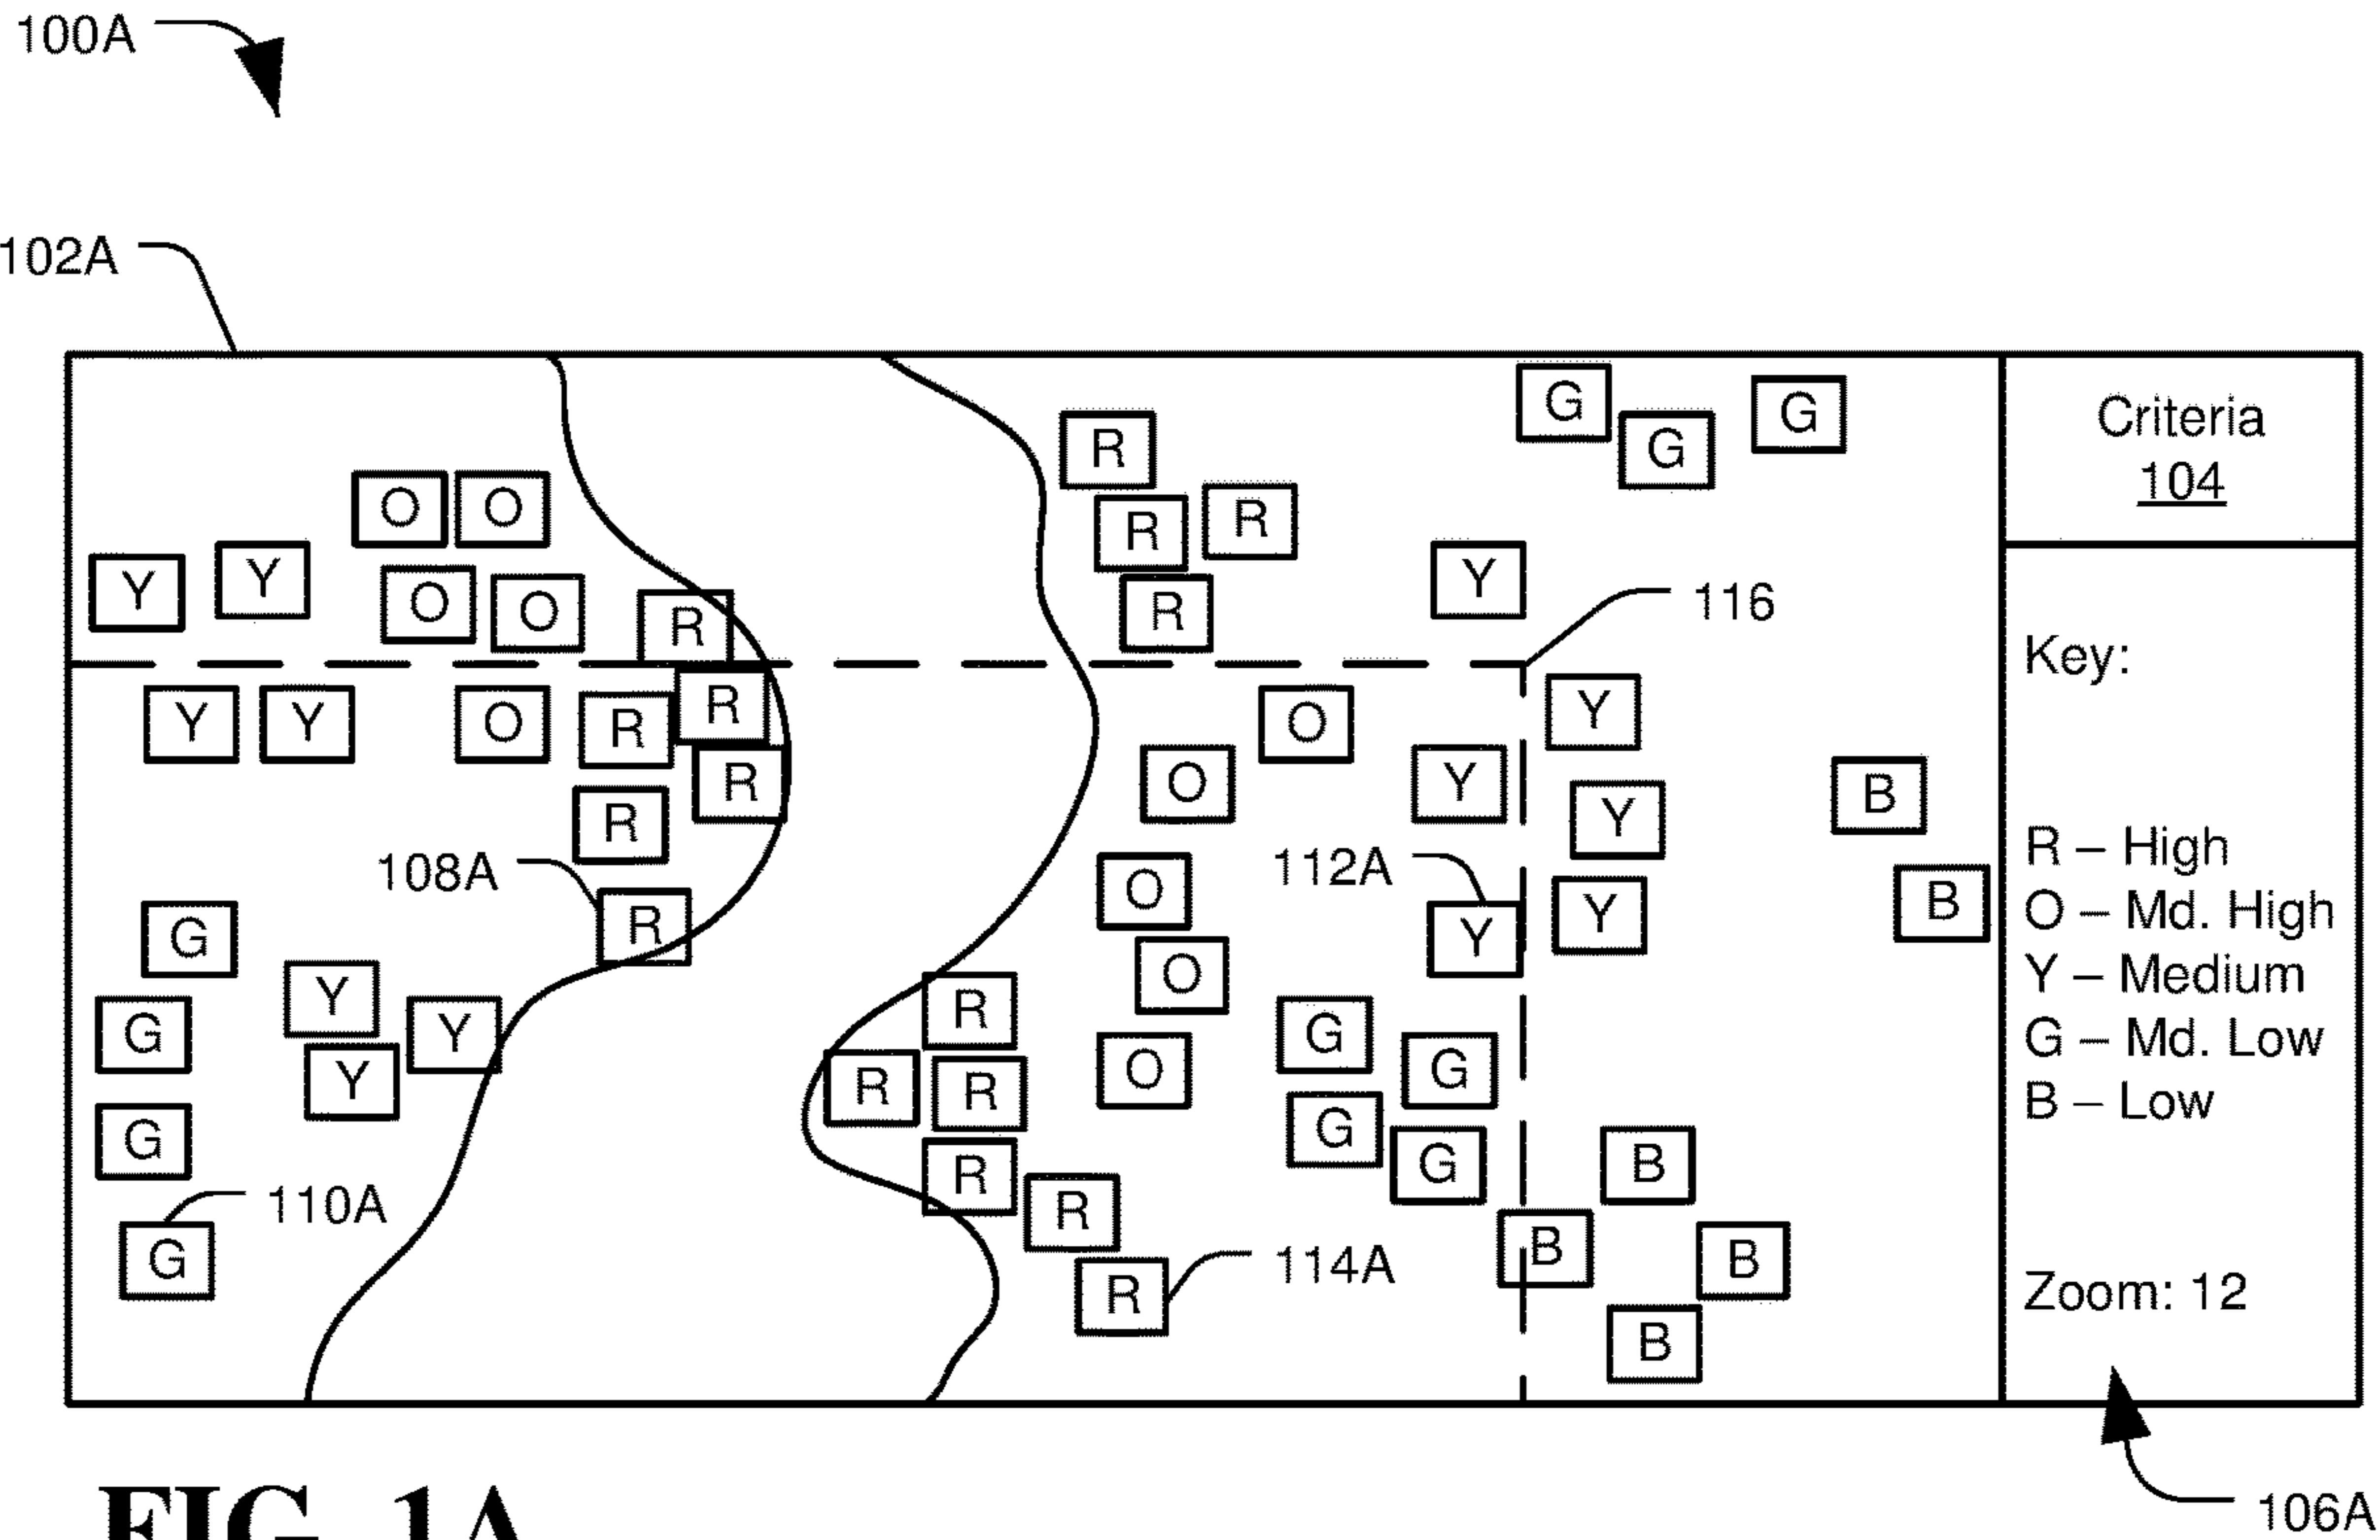 100A
102A
G
G
G
Criteria
104
R
O
O
R
R
Y
Y
Y
116
O
O
R
R
Key:
Y
Y
O
R
R
O
Y
R
O
Y
B
R
Y
R – High
108A
112A
O
B
O – Md. High
G
R
Y
Y
Y – Medium
Y
O
G
Y
R
G
G – Md. Low
G
R
R
O
B – Low
Y
G
G
G
R
G
B
110A
R
G
114A
R
B
B
Zoom: 12
B
FIG. 1A
106A